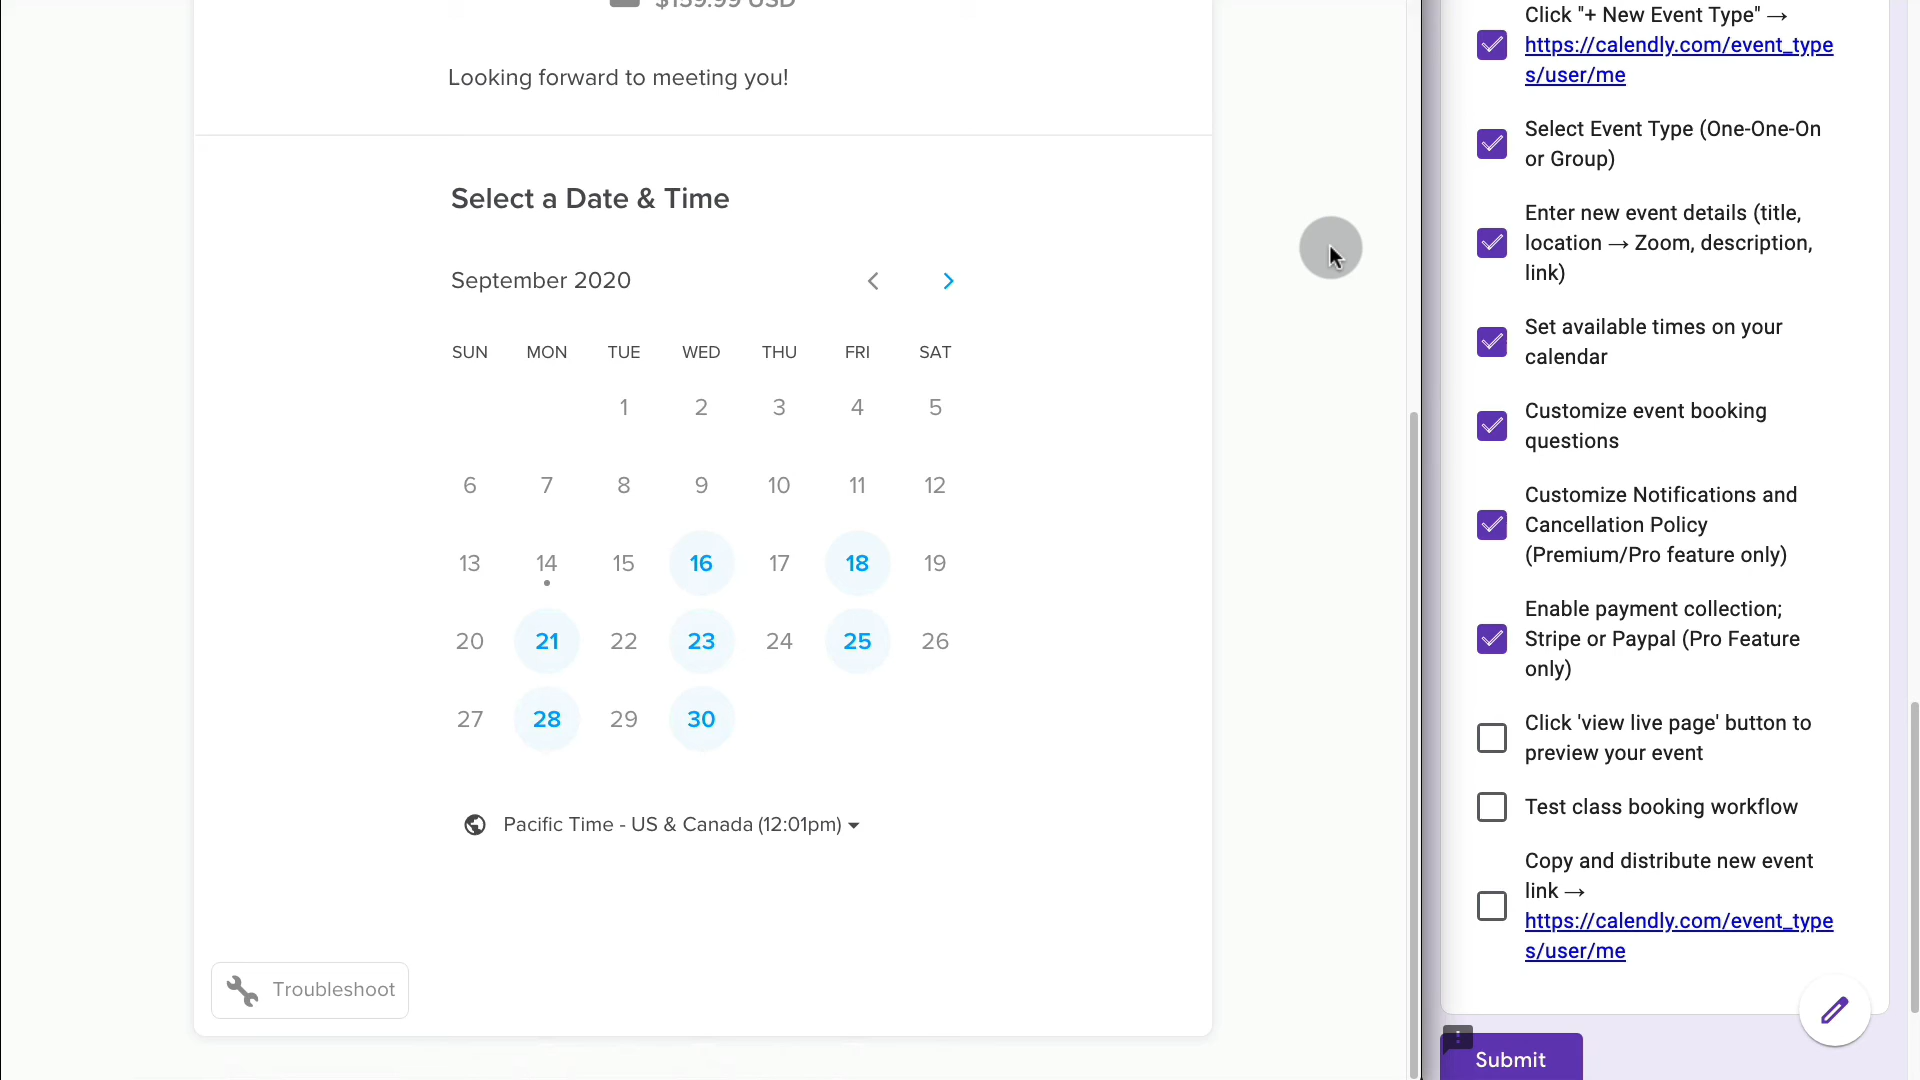 $159.99 USD
Looking forward to meeting you!
Select a Date & Time
September 2020
SUN MON TUE WED THU FRI SAT
1 2 3 4 5
6 7 8 9 10 11 12
13 14 15 16 17 18 19
20 21 22 23 24 25 26
27 28 29 30
Pacific Time - US & Canada (12:01pm)
Troubleshoot
Click "+ New Event Type" →
https://calendly.com/event_type
s/user/me
Select Event Type (One-One-On
or Group)
Enter new event details (title,
location → Zoom, description,
link)
Set available times on your
calendar
Customize event booking
questions
Customize Notifications and
Cancellation Policy
(Premium/Pro feature only)
Enable payment collection;
Stripe or Paypal (Pro Feature
only)
Click 'view live page' button to
preview your event
Test class booking workflow
Copy and distribute new event
link →
https://calendly.com/event_type
s/user/me
Submit